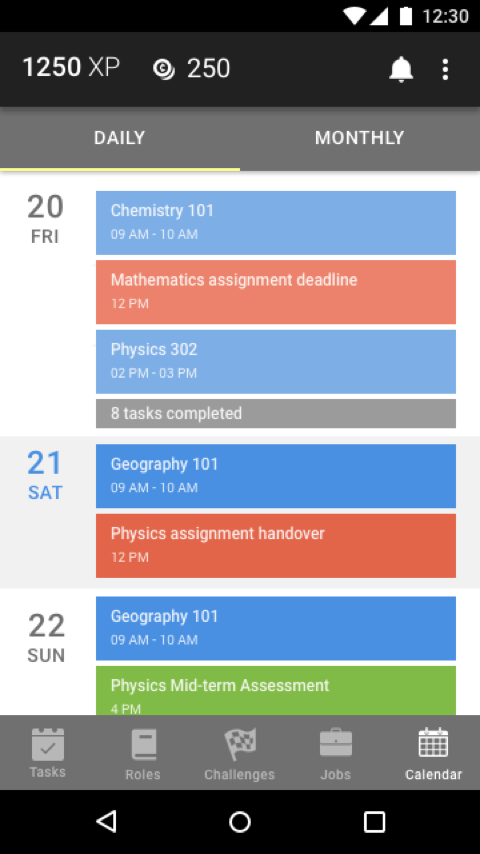 12:30
1250 XP 250
DAILY MONTHLY
20
FRI
Chemistry 101
09 AM - 10 AM
Mathematics assignment deadline
12 PM
Physics 302
02 PM - 03 PM
8 tasks completed
21
SAT
Geography 101
09 AM - 10 AM
Physics assignment handover
12 PM
22
SUN
Geography 101
09 AM - 10 AM
Physics Mid-term Assessment
4 PM
Tasks Roles Challenges Jobs Calendar